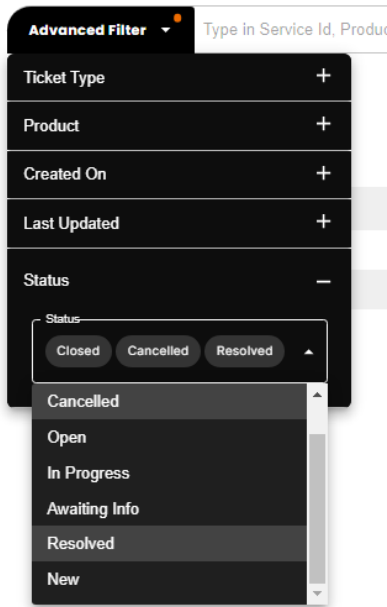 Advanced Filter
Type in Service Id, Produc
Ticket Type
Product
Created On
Last Updated
Status
Status
Closed Cancelled Resolved
Cancelled
Open
In Progress
Awaiting Info
Resolved
New